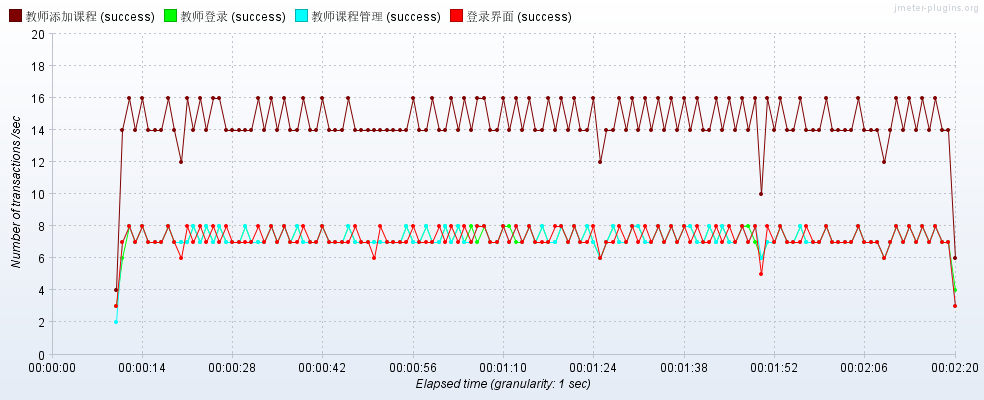 jmeter-plugins.org
教师添加课程 (success) 教师登录 (success) 教师课程管理 (success) 登录界面 (success)
20
18
16
14
12
10
8
6
4
2
0
Number of transactions /sec
00:00:00 00:00:14 00:00:28 00:00:42 00:00:56 00:01:10 00:01:24 00:01:38 00:01:52 00:02:06 00:02:20
Elapsed time (granularity: 1 sec)